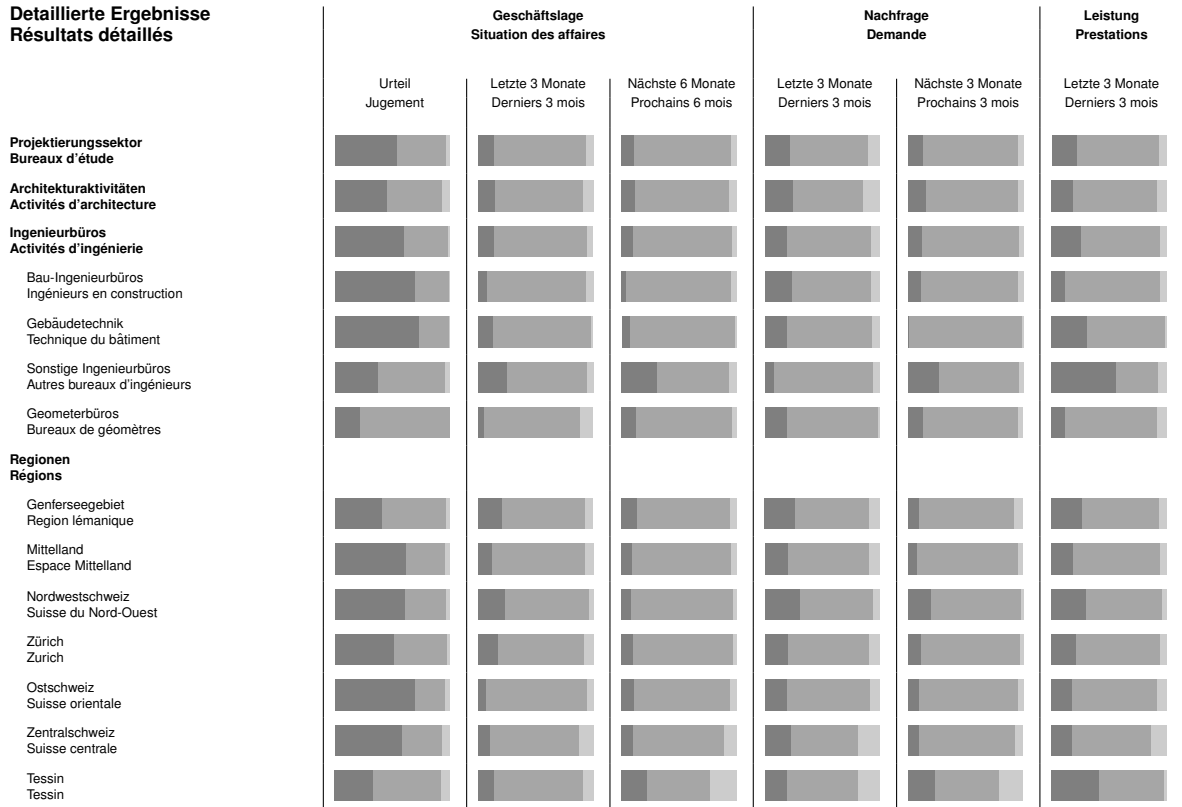 Detaillierte Ergebnisse
Résultats détaillés
Geschäftslage
Situation des affaires
Nachfrage
Demande
Leistung
Prestations
Urteil
Jugement
Letzte 3 Monate
Derniers 3 mois
Nächste 6 Monate
Prochains 6 mois
Letzte 3 Monate
Derniers 3 mois
Nächste 3 Monate
Prochains 3 mois
Letzte 3 Monate
Derniers 3 mois
Projektierungssektor
Bureaux d'étude
Architekturaktivitäten
Activités d'architecture
Ingenieurbüros
Activités d'ingénierie
Bau-Ingenieurbüros
Ingénieurs en construction
Gebäudetechnik
Technique du bâtiment
Sonstige Ingenieurbüros
Autres bureaux d'ingénieurs
Geometerbüros
Bureaux de géomètres
Regionen
Régions
Genferseegebiet
Region lémanique
Mittelland
Espace Mittelland
Nordwestschweiz
Suisse du Nord-Ouest
Zürich
Zurich
Ostschweiz
Suisse orientale
Zentralschweiz
Suisse centrale
Tessin
Tessin